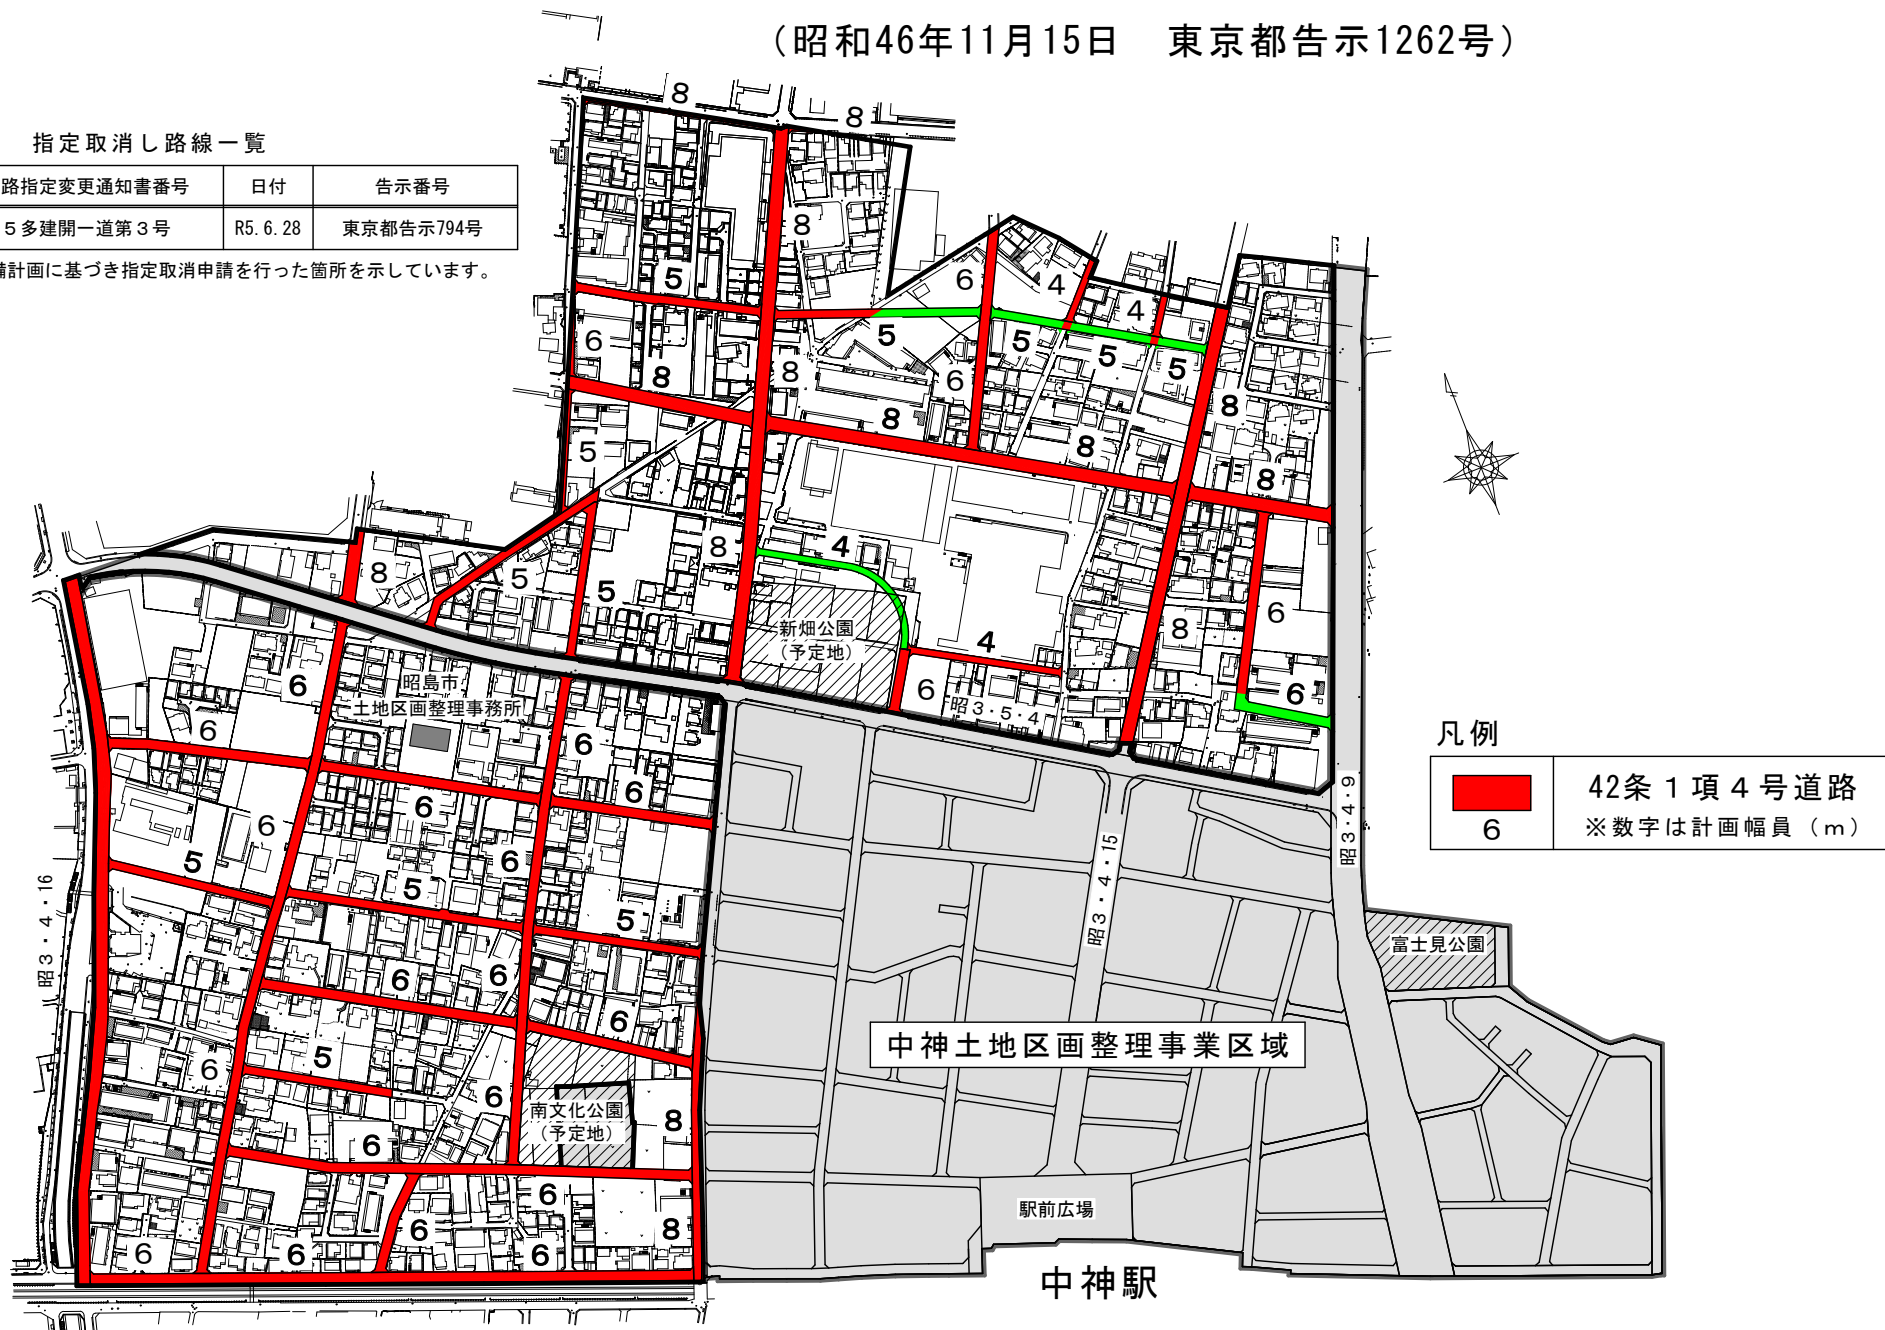 （昭和46年11月15日　東京都告示1262号）
8
8
指定取消し路線一覧
路指定変更通知書番号　日付　告示番号
５多建開一道第３号　R5.6.28　東京都告示794号
計画に基づき指定取消申請を行った箇所を示しています。
8
5
6
4
4
6
5
5
5
5
8
8
6
8
8
8
5
8
8
8
4
8
5
5
6
新畑公園
（予定地）
4
8
6
6
昭3・5・4
6
昭島市
土地区画整理事務所
6
6
6
凡例
42条１項４号道路
6
※数字は計画幅員（ｍ）
6
6
昭3・4・9
昭3・4・15
5
6
5
5
昭3・4・16
富士見公園
6
6
6
中神土地区画整理事業区域
5
6
6
南文化公園
（予定地）
8
6
6
駅前広場
6
8
6
6
6
中神駅